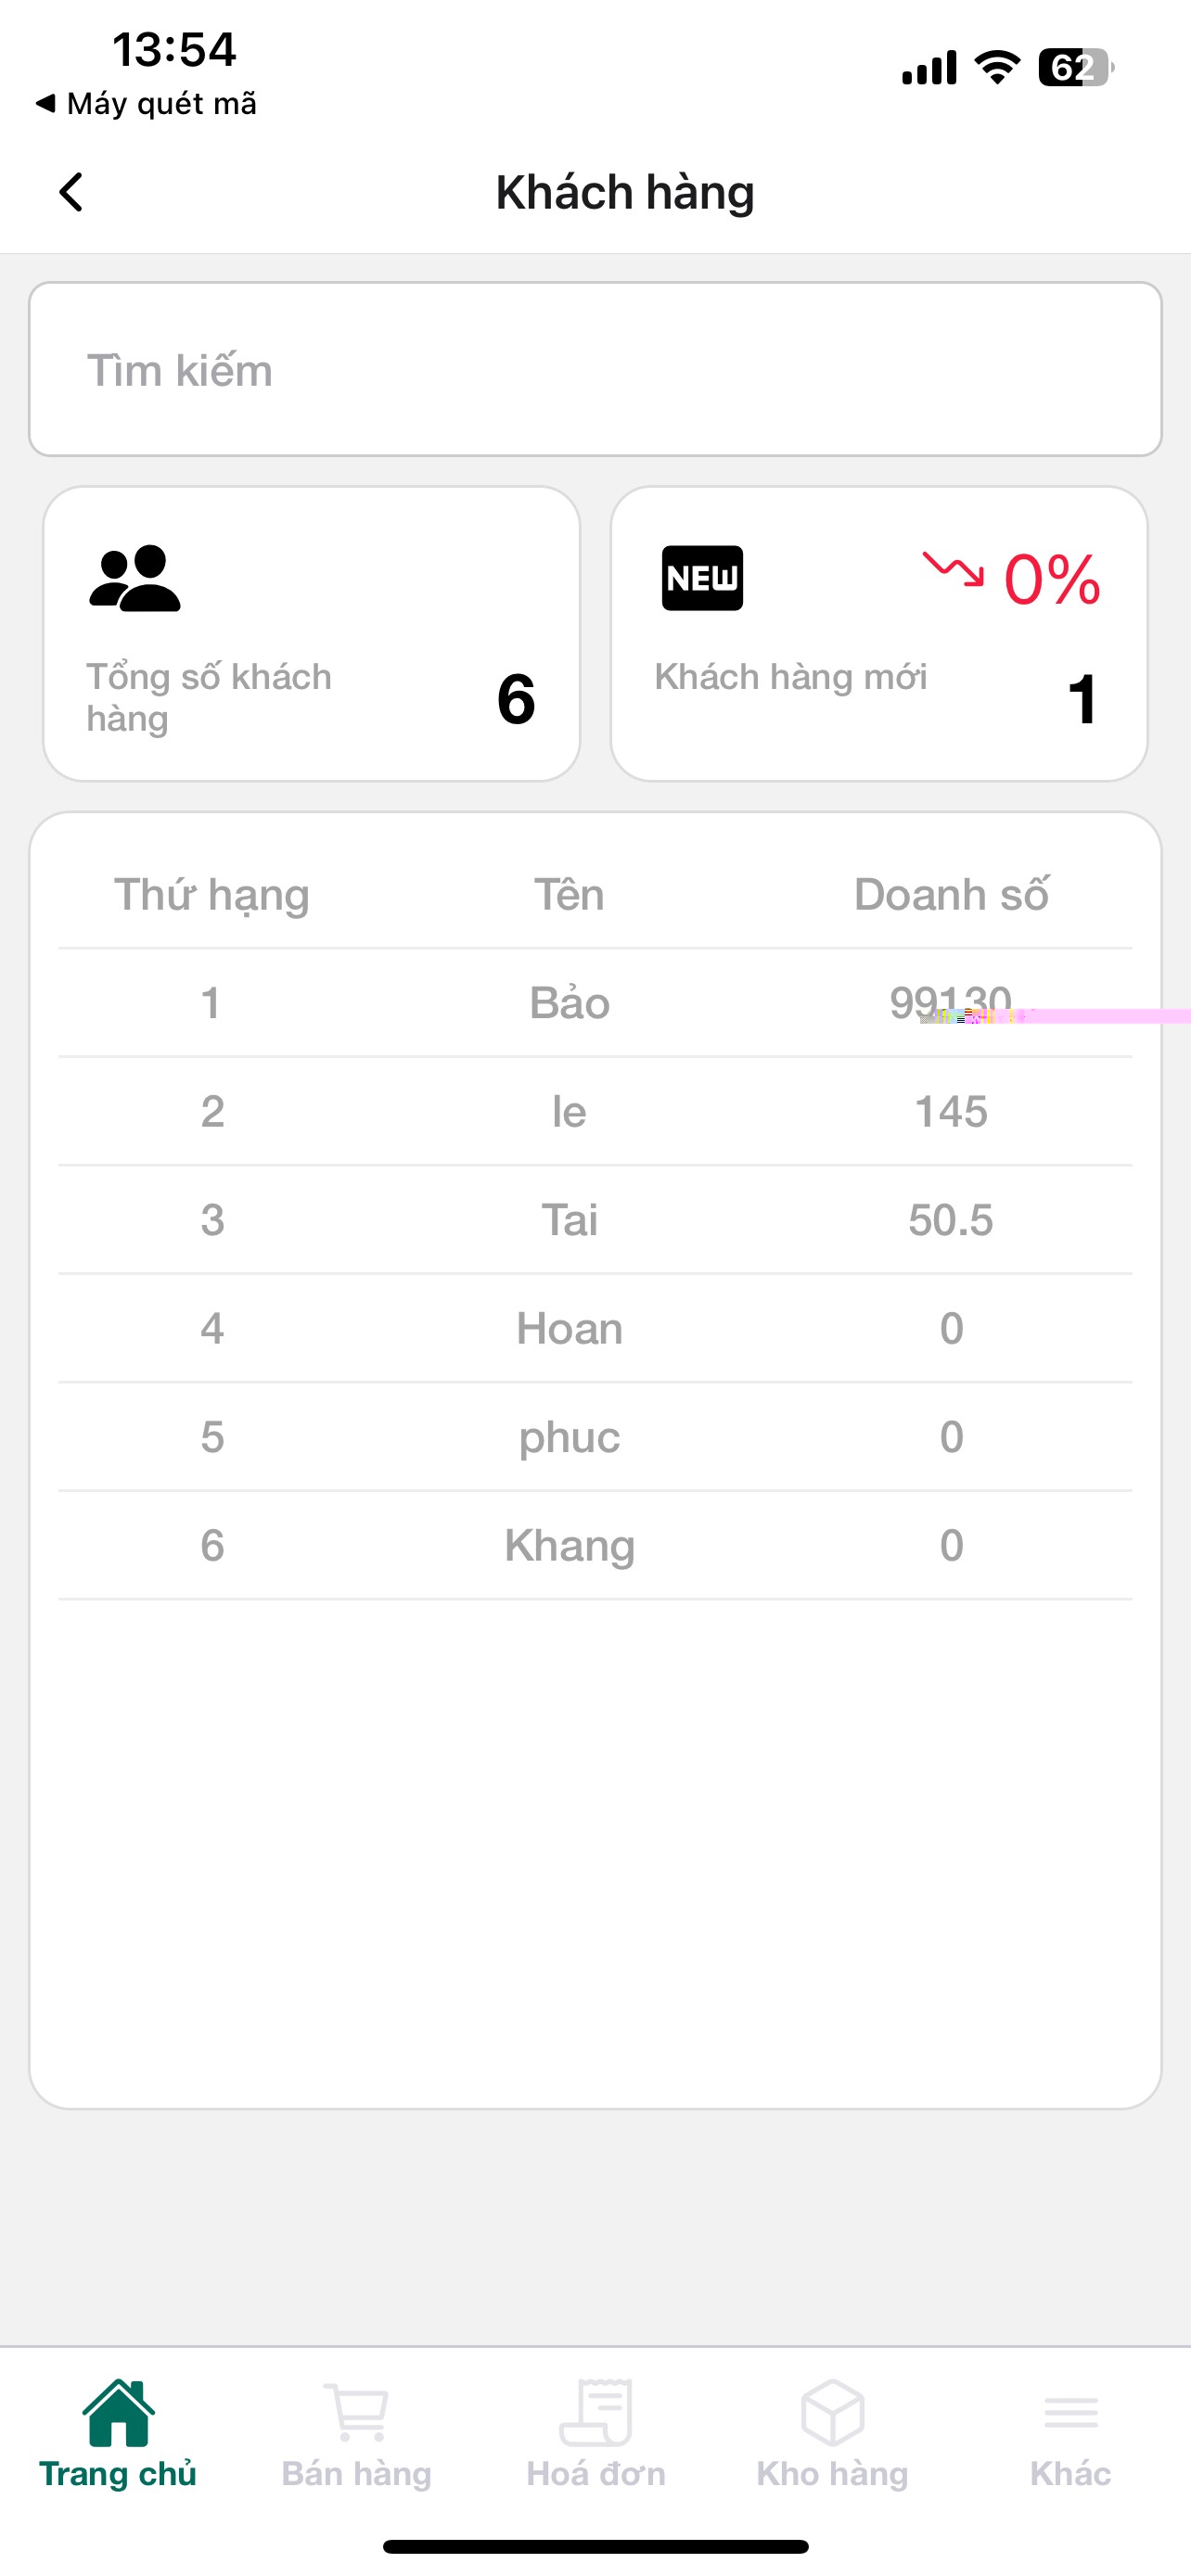 13:54
62
◀ Máy quét mã
Khách hàng
Tìm kiếm
NEW
0%
Tổng số khách
hàng
6
Khách hàng mới
1
Thứ hạng Tên Doanh số
1 Bảo 99130
2 le 145
3 Tai 50.5
4 Hoan 0
5 phuc 0
6 Khang 0
Trang chủ Bán hàng Hoá đơn Kho hàng Khác